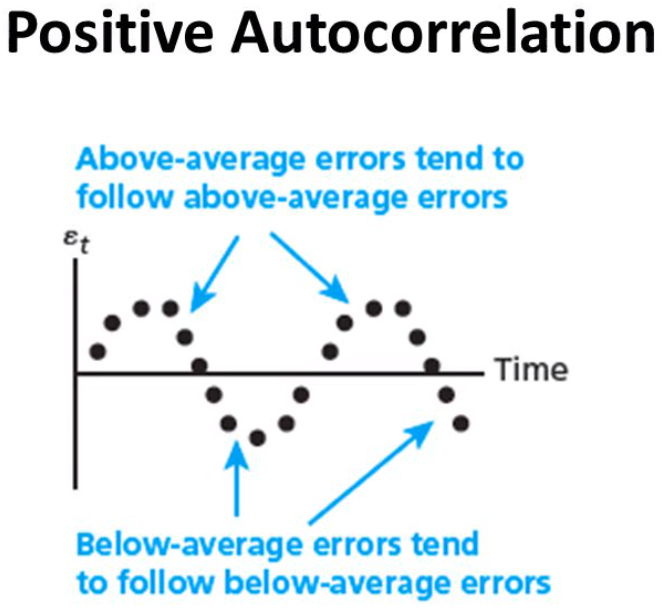 Positive Autocorrelation
Above-average errors tend to
follow above-average errors
εt
Time
Below-average errors tend
to follow below-average errors